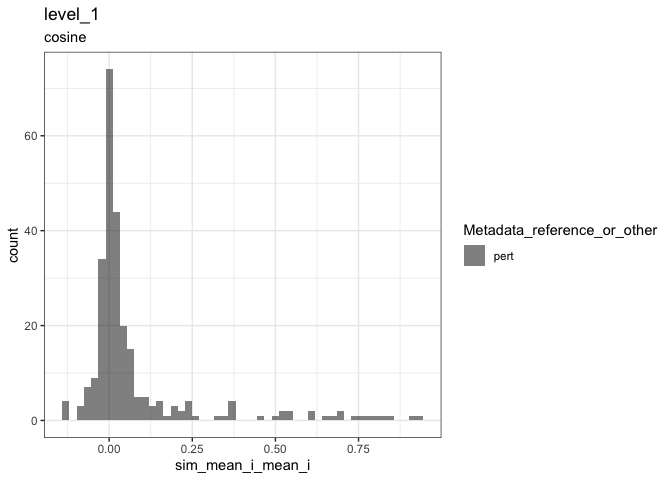 level_1
cosine
60
40
20
0
count
0.00
0.25
0.50
0.75
sim_mean_i_mean_i
Metadata_reference_or_other
pert